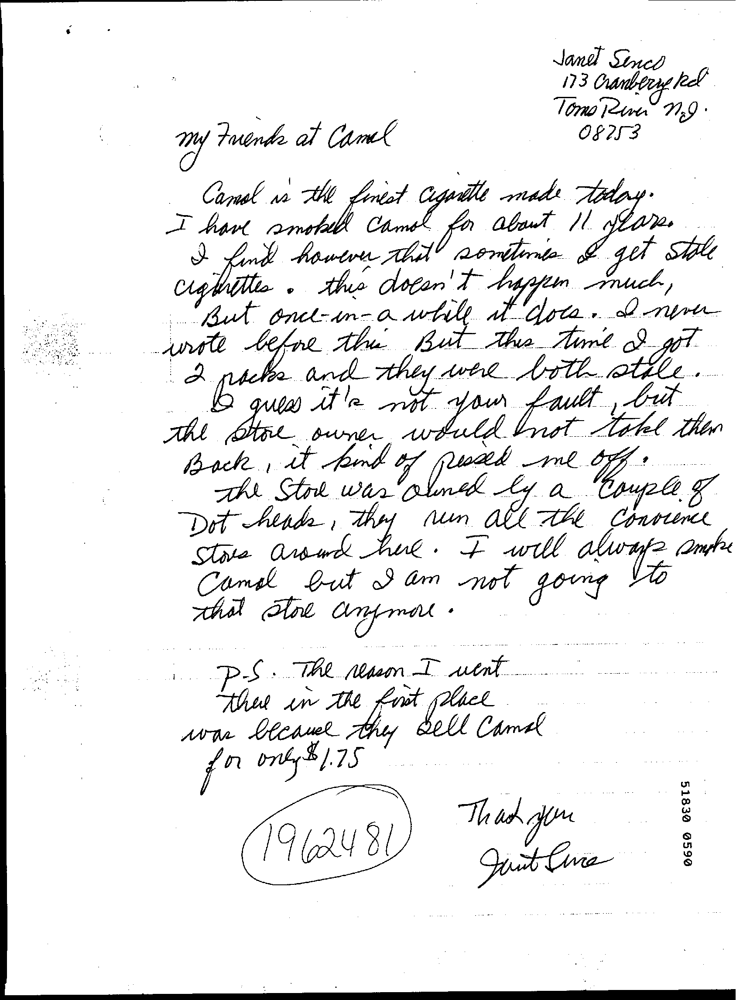 Janet Senco
173 Cranberry Rd
Toms River N.J.
08753
My Friends at Camel
Camel is the finest cigarette made today.
I have smoked Camel for about 11 years.
I find however that sometimes I get stale
cigarettes. this doesn't happen much,
But once-in-a while it does. I never
wrote before this But this time I got
2 packs and they were both stale.
I guess it's not your fault, but
the store owner would not take them
Back, it kind of pissed me off.
The Store was owned by a couple of
Dot heads, they run all the convience
stores around here. I will always smoke
Camel but I am not going to
that store anymore.
P.S. The reason I went
there in the first place
was because they sell Camel
for only $1.75
Thank you
Janet Senco
1962481
51830 0590